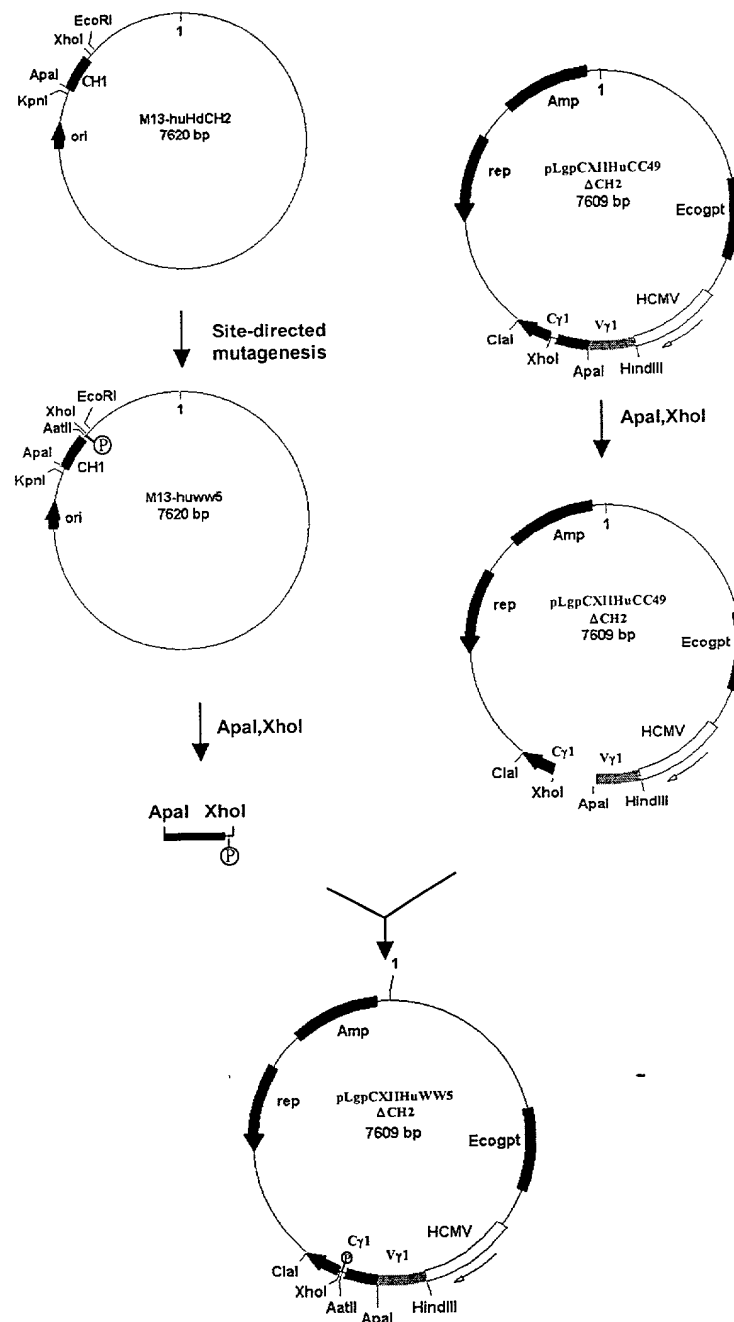 EcoRI
XhoI
1
ApaI
CH1
KpnI
ori
M13-huHdCH2
7620 bp
Site-directed
mutagenesis
EcoRI
XhoI
AatII
P
1
ApaI
CH1
KpnI
ori
M13-huww5
7620 bp
ApaI,XhoI
ApaI XhoI
P
1
Amp
rep
pLgpCXIIHuCC49
ΔCH2
7609 bp
Ecogpt
HCMV
Cγ1
Vγ1
ClaI
XhoI
ApaI
HindIII
ApaI,XhoI
1
Amp
rep
pLgpCXIIHuCC49
ΔCH2
7609 bp
Ecogpt
HCMV
Cγ1
Vγ1
ClaI
XhoI
ApaI
HindIII
1
Amp
rep
pLgpCXIIHuWW5
ΔCH2
7609 bp
Ecogpt
HCMV
Cγ1
P
Vγ1
ClaI
XhoI
AatII
ApaI
HindIII